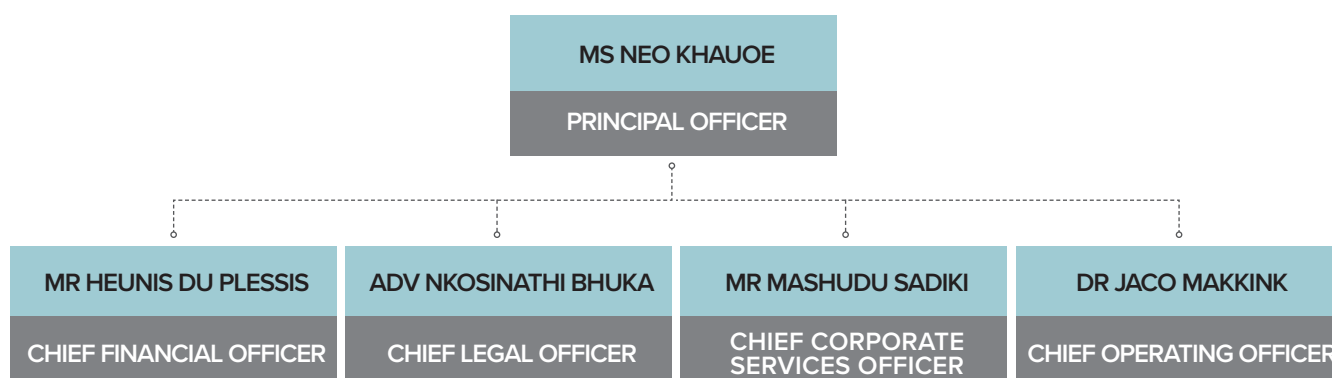 MS NEO KHAUOE
PRINCIPAL OFFICER
MR HEUNIS DU PLESSIS
CHIEF FINANCIAL OFFICER
ADV NKOSINATHI BHUKA
CHIEF LEGAL OFFICER
MR MASHUDU SADIKI
CHIEF CORPORATE
SERVICES OFFICER
DR JACO MAKKINK
CHIEF OPERATING OFFICER